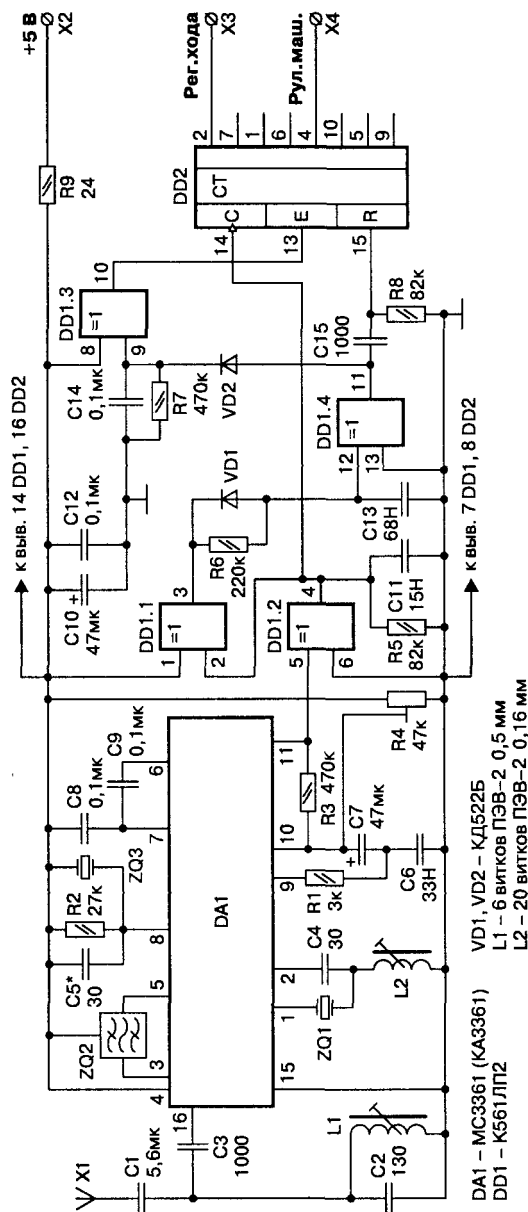 +5 В
X2
R9
24
к выв. 14 DD1, 16 DD2
Рег.хода
X3
Рул.маш.
X4
DD2
CT
C
E
R
14
13
15
2
7
1
6
4
10
5
9
DD1.3
=1
8
9
10
C14
0,1мк
R7
470к
VD2
C15
1000
R8
82к
C12
0,1мк
C10
+
47мк
VD1
R6
220к
DD1.4
=1
12
13
11
C13
68Н
DD1.1
=1
1
2
3
DD1.2
=1
5
6
4
C11
15Н
R5
82к
к выв. 7 DD1, 8 DD2
C9
0,1мк
C8
0,1мк
ZQ3
R2
27к
C5*
30
ZQ2
DA1
4
3
5
8
7
6
16
15
1
2
9
10
11
R3 470к
R4
47к
C7
47мк
+
C6
33Н
R1
3к
C4
30
ZQ1
L2
X1
C1
5,6мк
C3
1000
L1
C2
130
DA1 – МС3361 (КА3361)
DD1 – К561ЛП2
VD1, VD2 – КД522Б
L1 – 6 витков ПЭВ–2 0,5 мм
L2 – 20 витков ПЭВ–2 0,16 мм